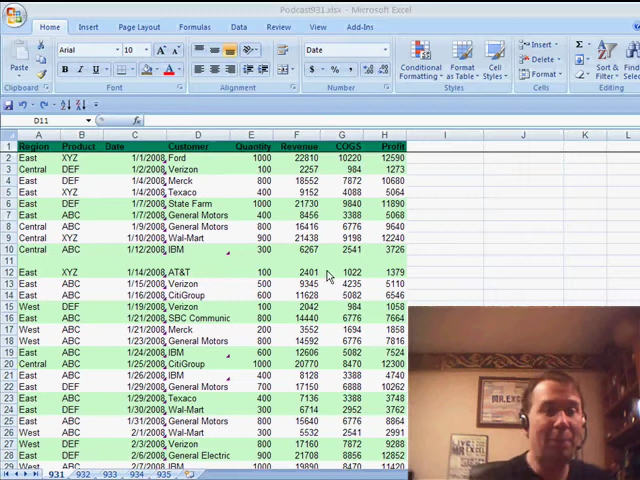 Podcast931.xlsx - Microsoft Excel
Home Insert Page Layout Formulas Data Review View Add-Ins
Paste Arial 10 Date Conditional Formatting Format as Table Cell Styles Insert Delete Format Sort & Filter Find & Select
Clipboard Font Alignment Number Styles Cells Editing
D11
A B C D E F G H I J K L
1 Region Product Date Customer Quantity Revenue COGS Profit
2 East XYZ 1/1/2008 Ford 1000 22810 10220 12590
3 Central DEF 1/2/2008 Verizon 100 2257 984 1273
4 East DEF 1/4/2008 Merck 800 18552 7872 10680
5 East XYZ 1/4/2008 Texaco 400 9152 4088 5064
6 East DEF 1/7/2008 State Farm 1000 21730 9840 11890
7 East ABC 1/7/2008 General Motors 400 8456 3388 5068
8 Central ABC 1/9/2008 General Motors 800 16416 6776 9640
9 Central XYZ 1/10/2008 Wal-Mart 900 21438 9198 12240
10 Central ABC 1/12/2008 IBM 300 6267 2541 3726
11
12 East XYZ 1/14/2008 AT&T 100 2401 1022 1379
13 East ABC 1/15/2008 Verizon 500 9345 4235 5110
14 East ABC 1/16/2008 CitiGroup 600 11628 5082 6546
15 West DEF 1/19/2008 Verizon 100 2042 984 1058
16 East ABC 1/21/2008 SBC Communic 800 14440 6776 7664
17 West ABC 1/21/2008 Merck 200 3552 1694 1858
18 West ABC 1/23/2008 General Motors 800 14592 6776 7816
19 East ABC 1/24/2008 IBM 600 12606 5082 7524
20 Central ABC 1/25/2008 CitiGroup 1000 20770 8470 12300
21 East ABC 1/26/2008 IBM 400 8128 3388 4740
22 East DEF 1/29/2008 General Motors 700 17150 6888 10262
23 East ABC 1/30/2008 Texaco 400 7136 3388 3748
24 East DEF 1/30/2008 Wal-Mart 300 6714 2952 3762
25 East ABC 1/31/2008 General Motors 800 15640 6776 8864
26 West ABC 2/1/2008 Wal-Mart 300 5532 2541 2991
27 West DEF 2/3/2008 Verizon 800 17160 7872 9288
28 East DEF 2/6/2008 General Electric 900 21708 8856 12852
29 West ABC 2/7/2008 IBM 1000 19890 8470
931 932 933 934 935
MR.EXCEL